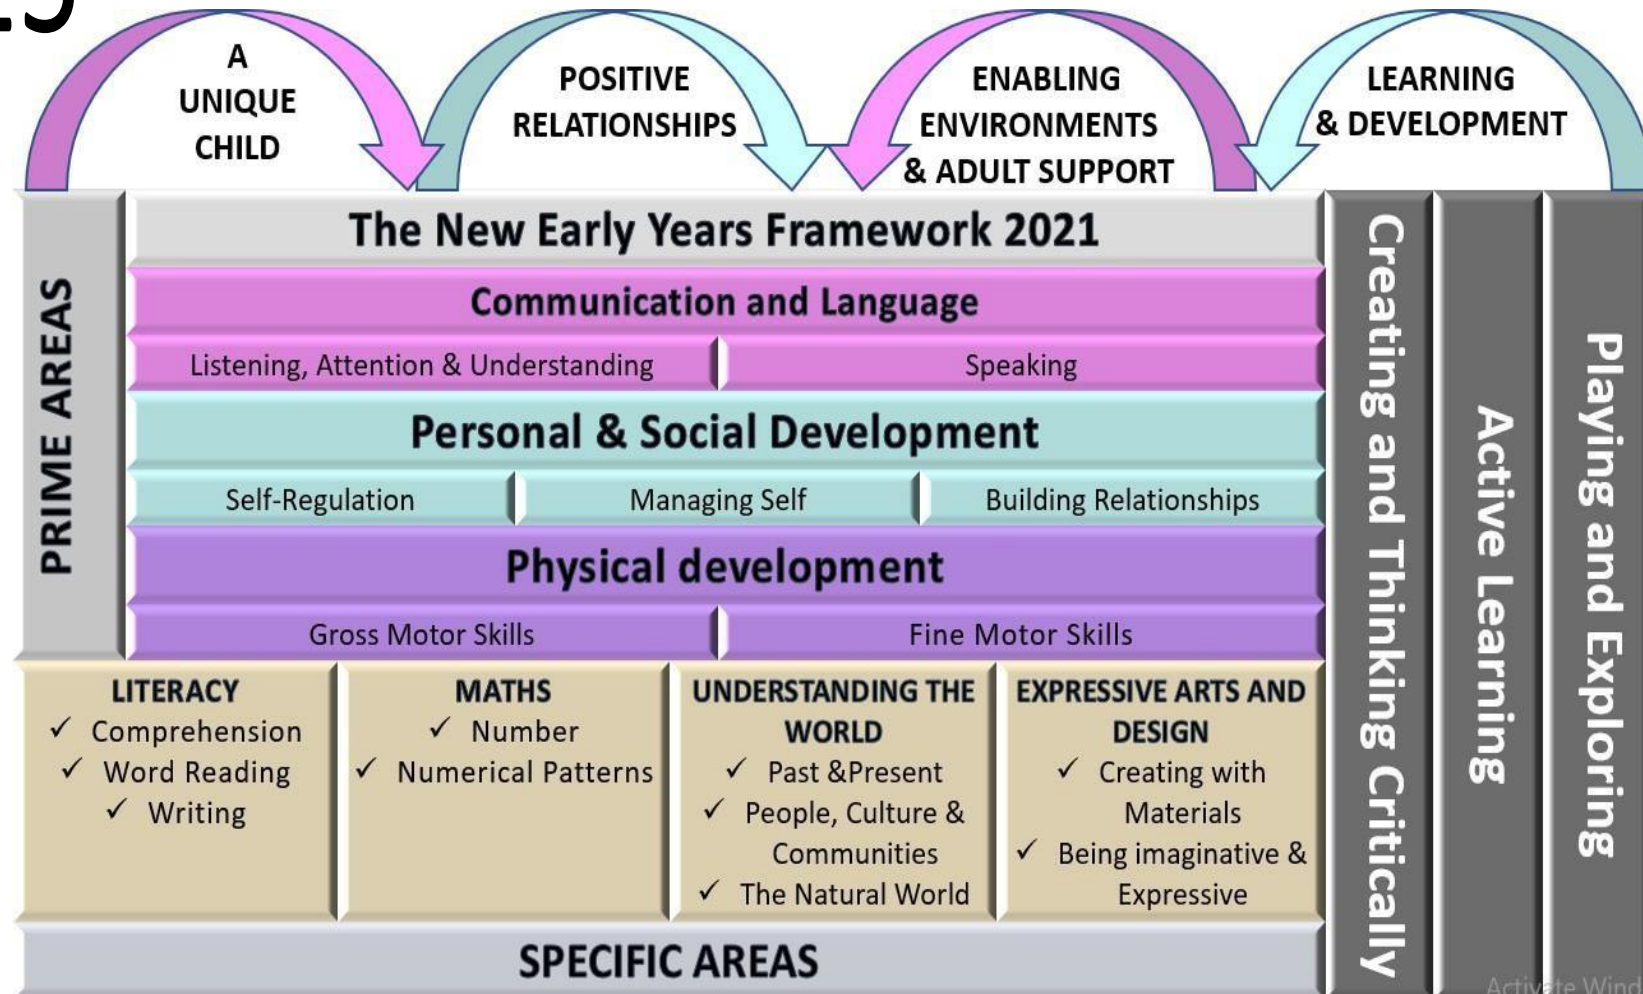 A
UNIQUE
CHILD
POSITIVE
RELATIONSHIPS
ENABLING
ENVIRONMENTS
& ADULT SUPPORT
LEARNING
& DEVELOPMENT
PRIME AREAS
The New Early Years Framework 2021
Communication and Language
Listening, Attention & Understanding
Speaking
Personal & Social Development
Self-Regulation
Managing Self
Building Relationships
Physical development
Gross Motor Skills
Fine Motor Skills
LITERACY
✓ Comprehension
✓ Word Reading
✓ Writing
MATHS
✓ Number
✓ Numerical Patterns
UNDERSTANDING THE
WORLD
✓ Past &Present
✓ People, Culture &
Communities
✓ The Natural World
EXPRESSIVE ARTS AND
DESIGN
✓ Creating with
Materials
✓ Being imaginative &
Expressive
SPECIFIC AREAS
Creating and Thinking Critically
Active Learning
Playing and Exploring
Activate Wind